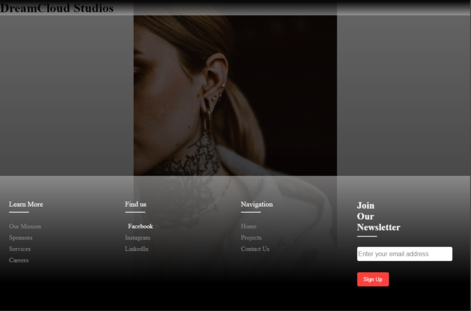 DreamCloud Studios
Learn More
Our Mission
Sponsors
Services
Careers
Find us
Facebook
Instagram
LinkedIn
Navigation
Home
Projects
Contact Us
Join
Our
Newsletter
Enter your email address
Sign Up